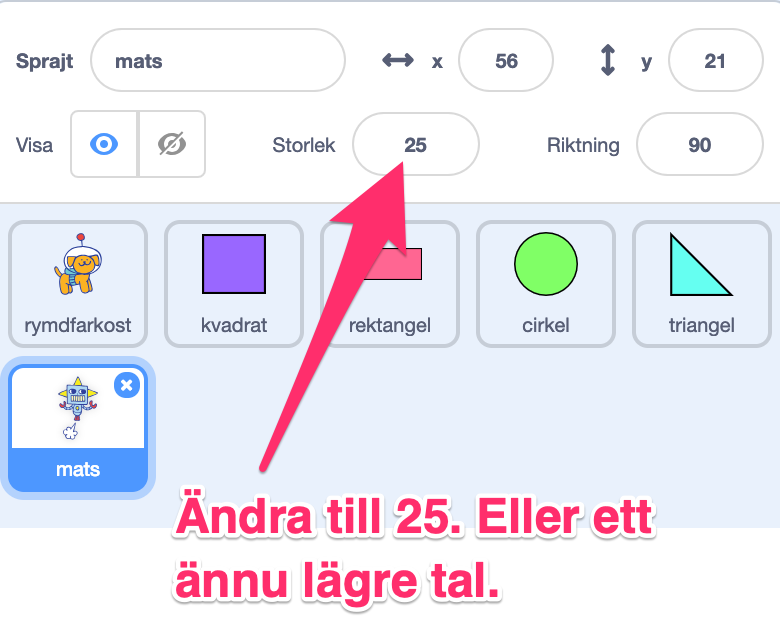 Sprajt mats x 56 y 21
Visa Storlek 25 Riktning 90
rymdfarkost kvadrat rektangel cirkel triangel
mats
Ändra till 25. Eller ett
ännu lägre tal.